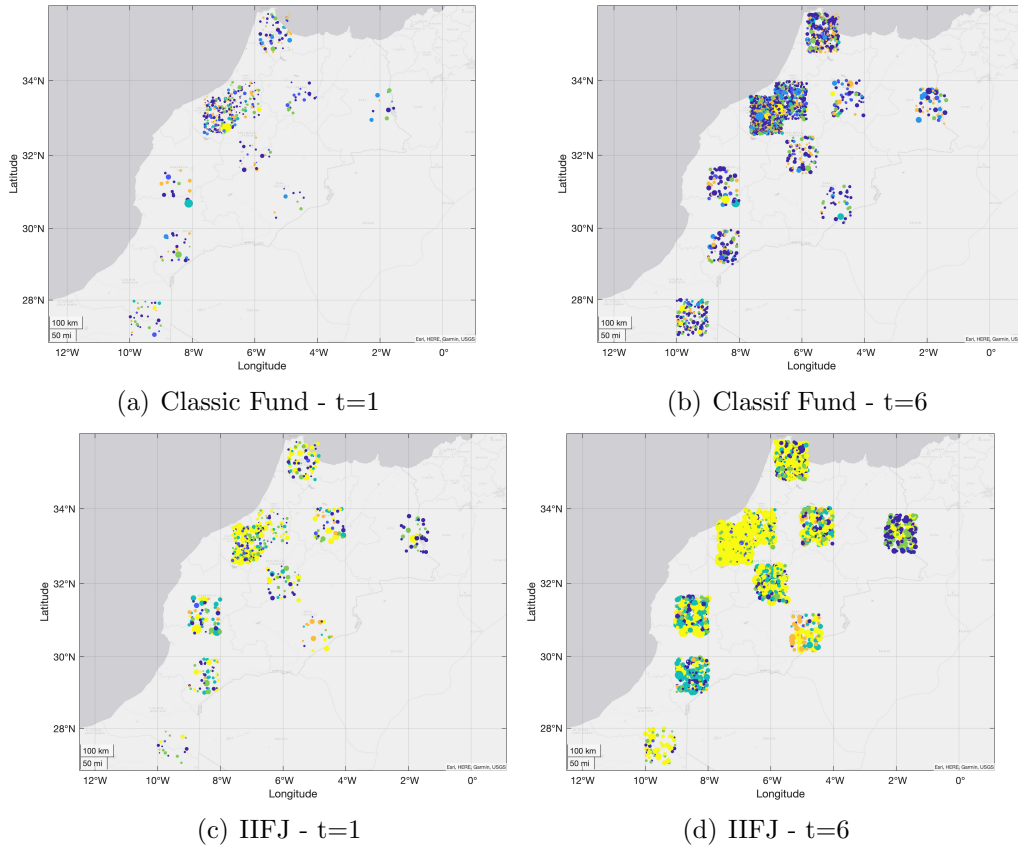 34°N
32°N
30°N
28°N
Latitude
100 km
50 mi
Esri, HERE, Garmin, USGS
12°W 10°W 8°W 6°W 4°W 2°W 0°
Longitude
(a) Classic Fund - t=1
34°N
32°N
30°N
28°N
Latitude
100 km
50 mi
Esri, HERE, Garmin, USGS
12°W 10°W 8°W 6°W 4°W 2°W 0°
Longitude
(b) Classif Fund - t=6
34°N
32°N
30°N
28°N
Latitude
100 km
50 mi
Esri, HERE, Garmin, USGS
12°W 10°W 8°W 6°W 4°W 2°W 0°
Longitude
(c) IIFJ - t=1
34°N
32°N
30°N
28°N
Latitude
100 km
50 mi
Esri, HERE, Garmin, USGS
12°W 10°W 8°W 6°W 4°W 2°W 0°
Longitude
(d) IIFJ - t=6